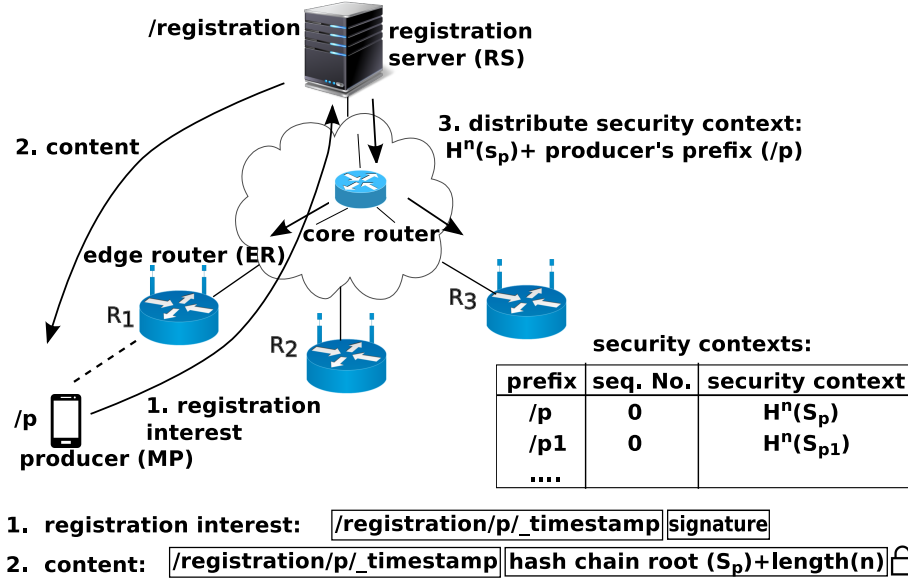 /registration
registration
server (RS)
2. content
3. distribute security context:
Hⁿ(sₚ)+ producer's prefix (/p)
core router
edge router (ER)
R1
R2
R3
/p
producer (MP)
1. registration
interest
security contexts:
prefix seq. No. security context
/p 0 Hⁿ(Sₚ)
/p1 0 Hⁿ(Sₚ₁)
....
1. registration interest: /registration/p/_timestamp signature
2. content: /registration/p/_timestamp hash chain root (Sₚ)+length(n)